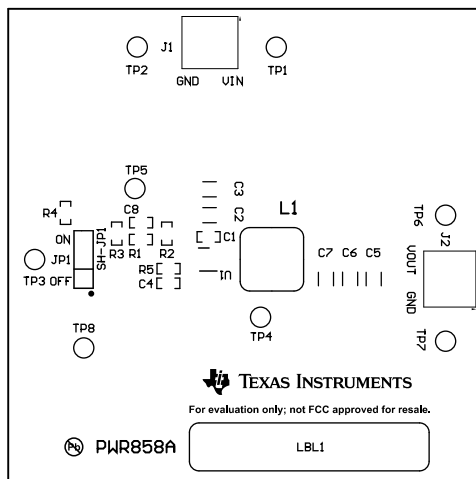 J1
TP2
TP1
GND VIN
TP5
C3
C2
L1
R4
C8
TP6
ON
SH-JP1
C1
J2
R3 R1 R2
JP1
VOUT
C7 C6 C5
R5
U1
TP3 OFF
C4
GND
TP4
TP8
TP7
TEXAS INSTRUMENTS
For evaluation only; not FCC approved for resale.
Pb PWR858A
LBL1